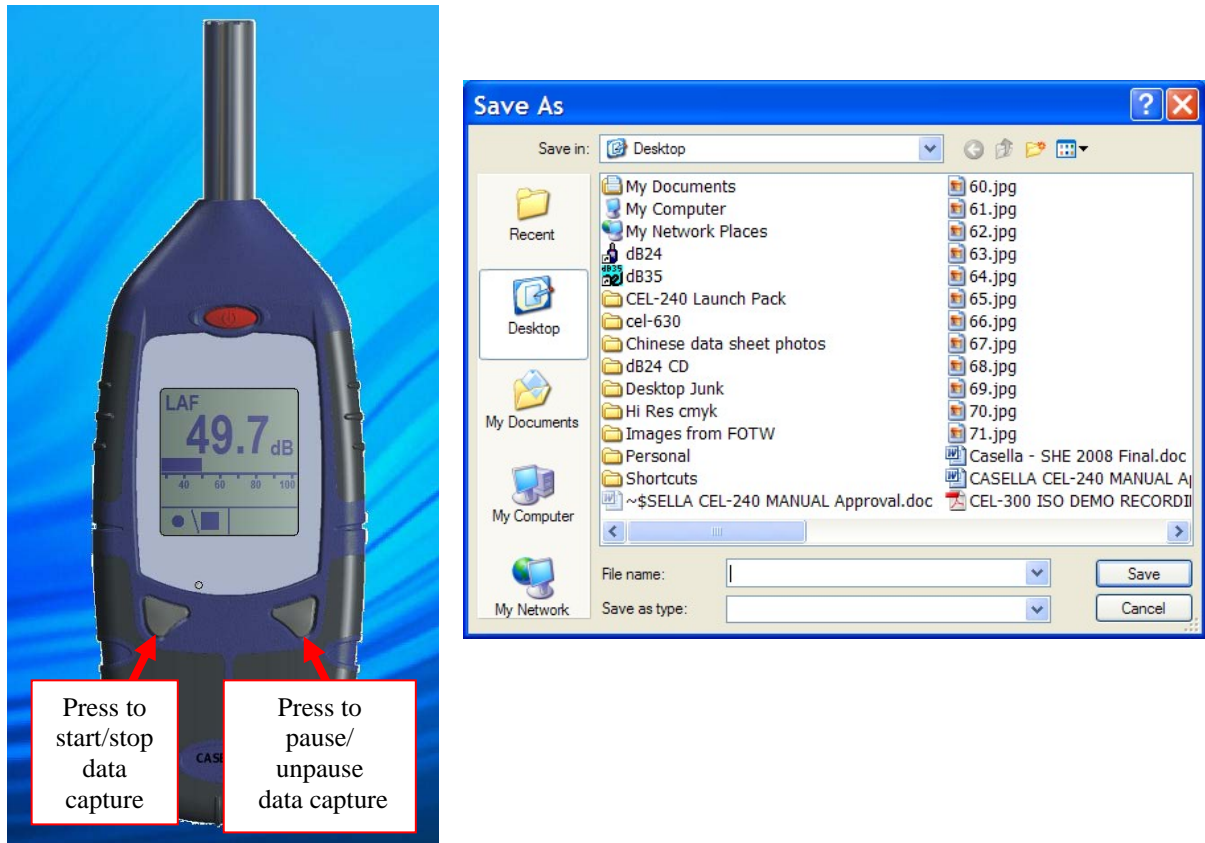 LAF
49.7 dB
40 60 80 100
CAS
Press to
start/stop
data
capture
Press to
pause/
unpause
data capture
Save As
Save in:
Desktop
Recent
Desktop
My Documents
My Computer
My Network
My Documents
My Computer
My Network Places
dB24
dB35
CEL-240 Launch Pack
cel-630
Chinese data sheet photos
dB24 CD
Desktop Junk
Hi Res cmyk
Images from FOTW
Personal
Shortcuts
~$SELLA CEL-240 MANUAL Approval.doc
60.jpg
61.jpg
62.jpg
63.jpg
64.jpg
65.jpg
66.jpg
67.jpg
68.jpg
69.jpg
70.jpg
71.jpg
Casella - SHE 2008 Final.doc
CASELLA CEL-240 MANUAL A
CEL-300 ISO DEMO RECORDI
File name:
Save
Save as type:
Cancel